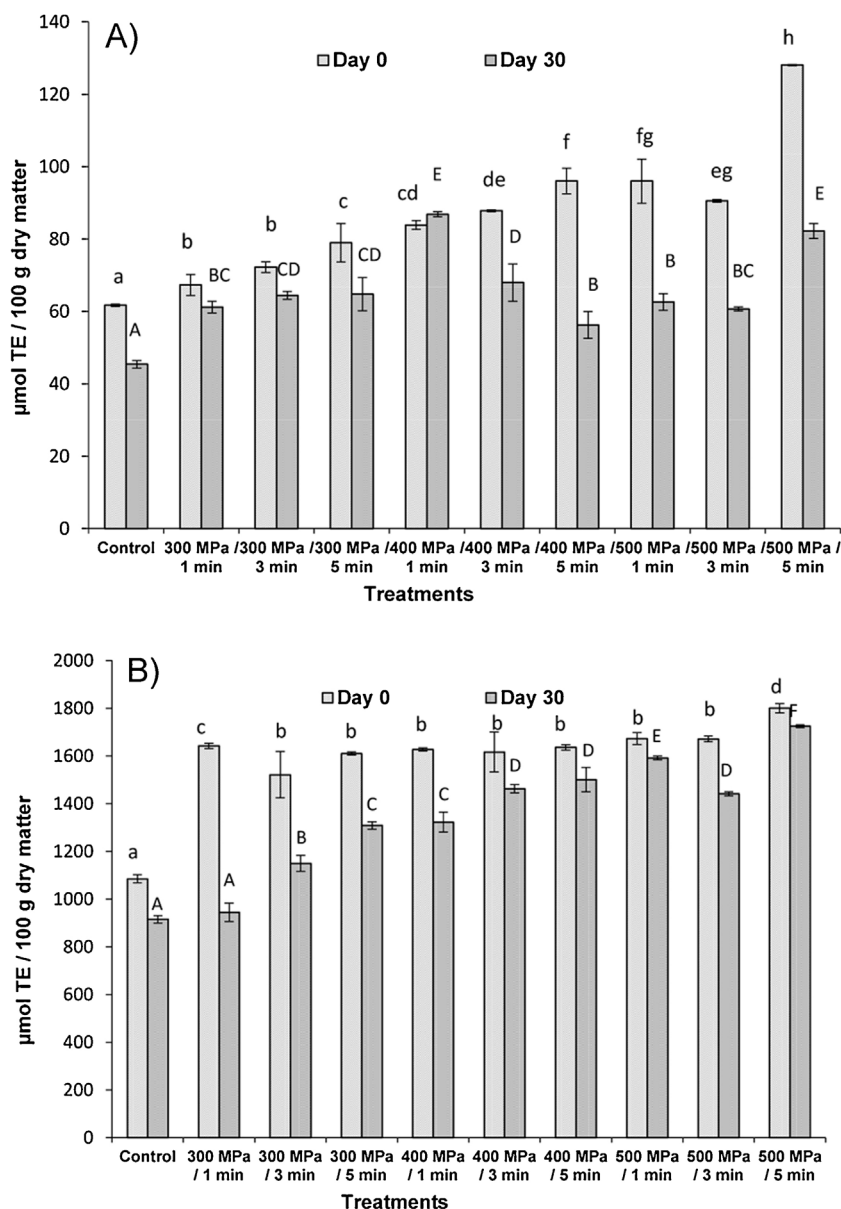 A)
Day 0 Day 30
µmol TE / 100 g dry matter
140
120
100
80
60
40
20
0
a A b BC b CD c CD cd E de D f B fg B eg BC h E
Control 300 MPa /300 MPa /300 MPa /400 MPa /400 MPa /400 MPa /500 MPa /500 MPa /500 MPa /
1 min 3 min 5 min 1 min 3 min 5 min 1 min 3 min 5 min
Treatments
B)
Day 0 Day 30
µmol TE / 100 g dry matter
2000
1800
1600
1400
1200
1000
800
600
400
200
0
a A c A b B b C b C b D b D b E b D d F
Control 300 MPa 300 MPa 300 MPa 400 MPa 400 MPa 400 MPa 500 MPa 500 MPa 500 MPa
/ 1 min / 3 min / 5 min / 1 min / 3 min / 5 min / 1 min / 3 min / 5 min
Treatments